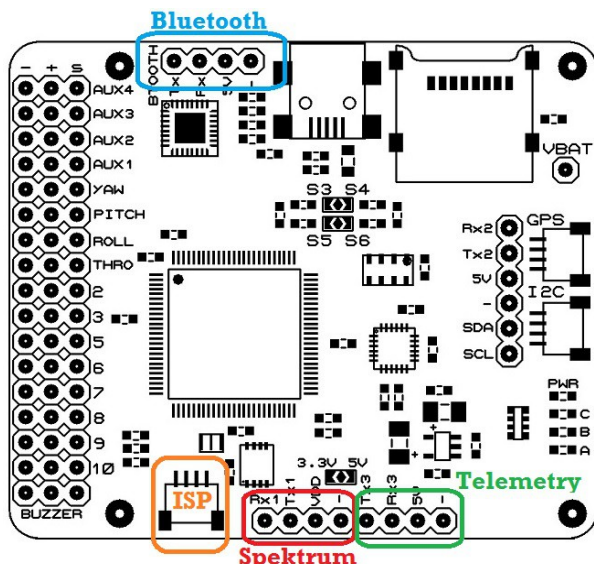 Bluetooth
BTOOTH
TX
RX
5V
-
- + S
AUX4
AUX3
AUX2
AUX1
YAW
PITCH
ROLL
THRO
2
3
5
6
7
8
9
10
BUZZER
VBAT
S3 S4
S5 S6
GPS
Rx2
Tx2
5V
-
I2C
SDA
SCL
PWR
C
B
A
+
+
3.3V 5V
ISP
Rx1
Tx1
VDD
-
Tx3
Rx3
5V
-
Telemetry
Spektrum